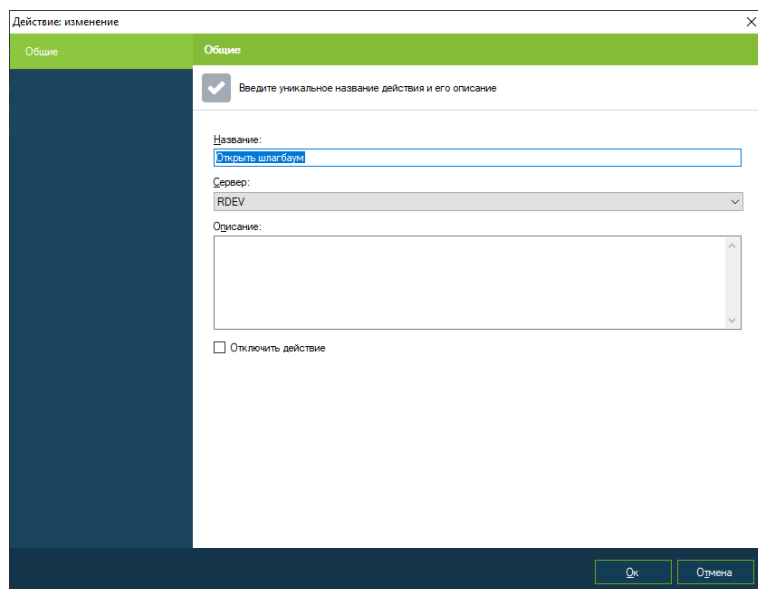 Действие: изменение
Общие
Общие
Введите уникальное название действия и его описание
Название:
Открыть шлагбаум
Сервер:
RDEV
Описание:
Отключить действие
Ок
Отмена